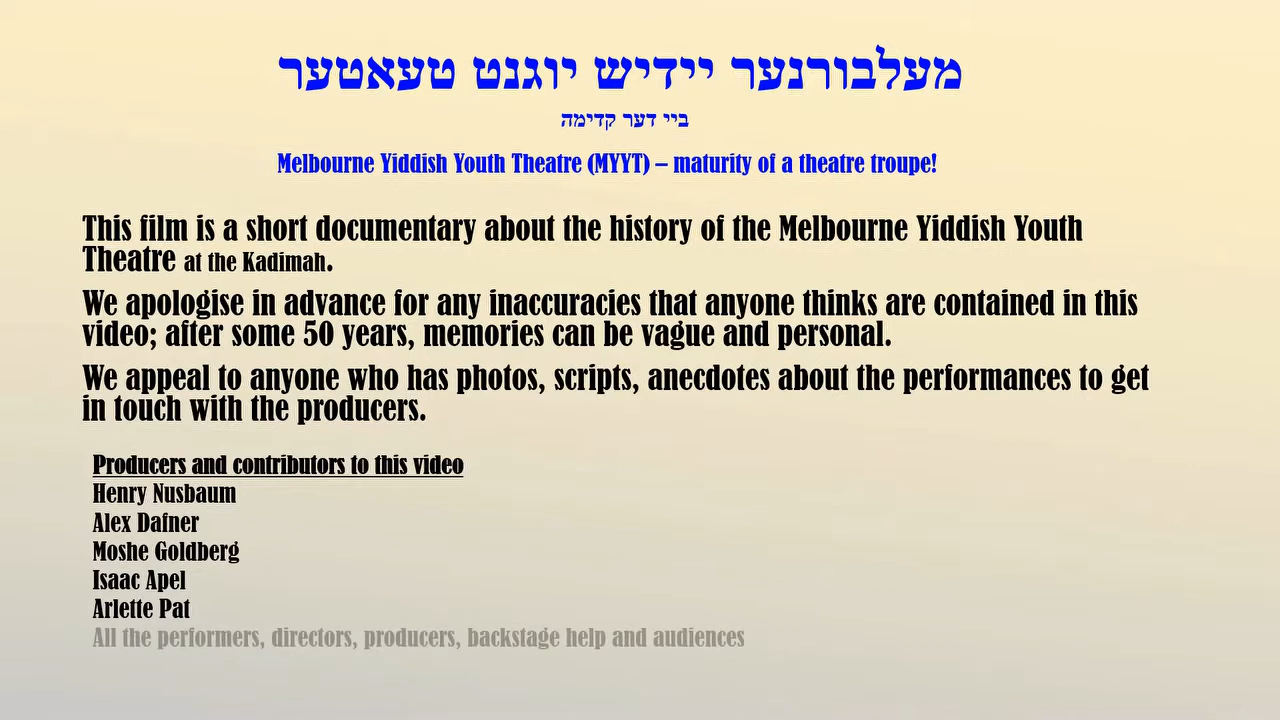 מעלבורנער יידיש יוגנט טעאטער
ביי דער קדימה
Melbourne Yiddish Youth Theatre (MYYT) – maturity of a theatre troupe!
This film is a short documentary about the history of the Melbourne Yiddish Youth
Theatre at the Kadimah.
We apologise in advance for any inaccuracies that anyone thinks are contained in this
video; after some 50 years, memories can be vague and personal.
We appeal to anyone who has photos, scripts, anecdotes about the performances to get
in touch with the producers.
Producers and contributors to this video
Henry Nusbaum
Alex Dafner
Moshe Goldberg
Isaac Apel
Arlette Pat
All the performers, directors, producers, backstage help and audiences